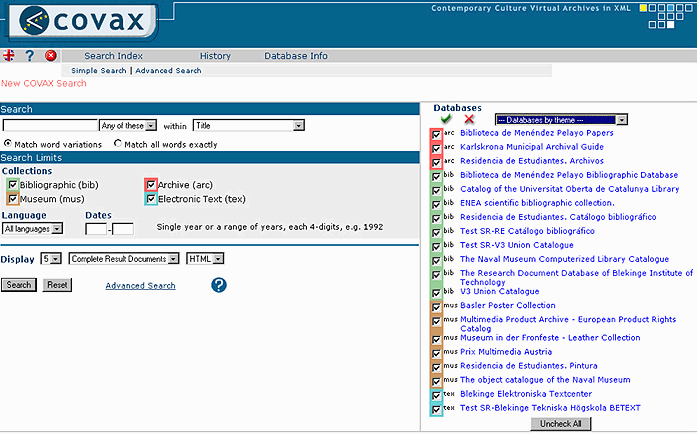 covax
Contemporary Culture Virtual Archives in XML
? Search Index History Database Info
Simple Search | Advanced Search
New COVAX Search
Search
Any of these within Title
Match word variations Match all words exactly
Search Limits
Collections
Bibliographic (bib) Archive (arc)
Museum (mus) Electronic Text (tex)
Language Dates
All languages - Single year or a range of years, each 4-digits, e.g. 1992
Display 5 Complete Result Documents HTML
Search Reset Advanced Search ?
Databases
--- Databases by theme ---
arc Biblioteca de Menéndez Pelayo Papers
arc Karlskrona Municipal Archival Guide
arc Residencia de Estudiantes. Archivos
bib Biblioteca de Menéndez Pelayo Bibliographic Database
bib Catalog of the Universitat Oberta de Catalunya Library
bib ENEA scientific bibliographic collection.
bib Residencia de Estudiantes. Catálogo bibliográfico
bib Test SR-RE Catálogo bibliográfico
bib Test SR-V3 Union Catalogue
bib The Naval Museum Computerized Library Catalogue
bib The Research Document Database of Blekinge Institute of
Technology
bib V3 Union Catalogue
mus Basler Poster Collection
mus Multimedia Product Archive - European Product Rights
Catalog
mus Museum in der Fronfeste - Leather Collection
mus Prix Multimedia Austria
mus Residencia de Estudiantes. Pintura
mus The object catalogue of the Naval Museum
tex Blekinge Elektroniska Textcenter
tex Test SR-Blekinge Tekniska Högskola BETEXT
Uncheck All